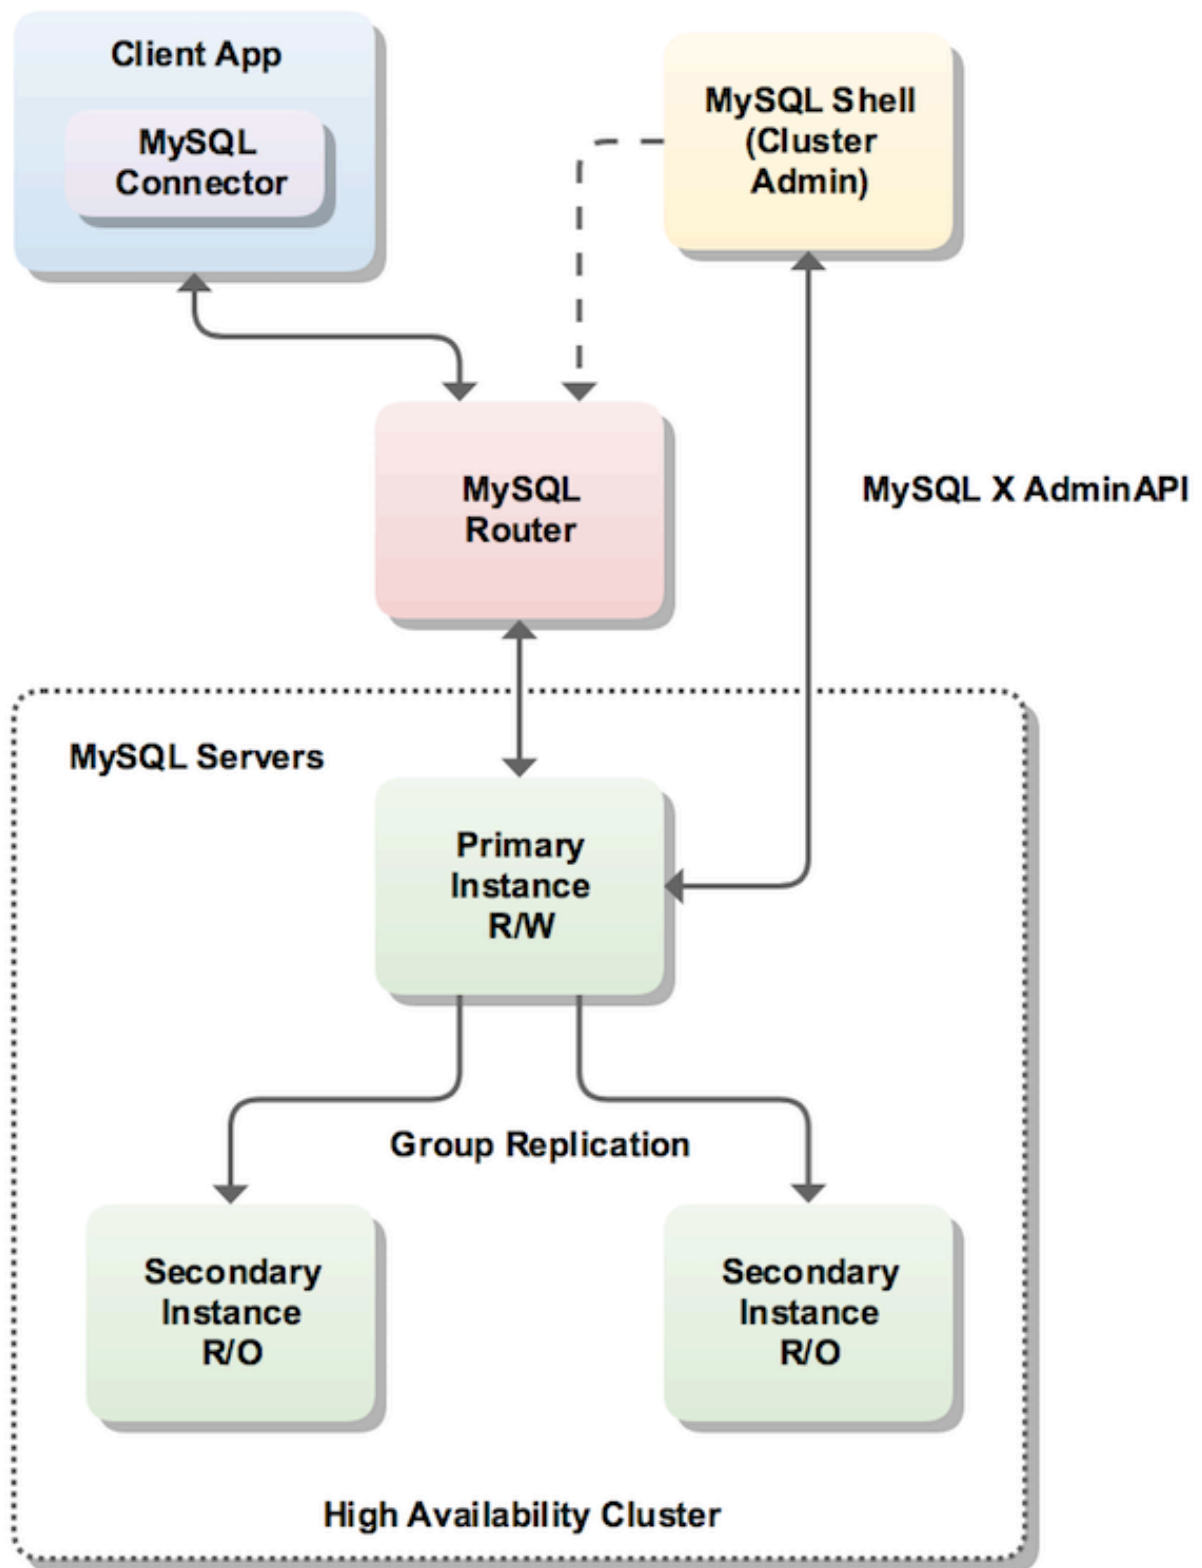 Client App
MySQL
Connector
MySQL Shell
(Cluster
Admin)
MySQL
Router
MySQL X AdminAPI
MySQL Servers
Primary
Instance
R/W
Group Replication
Secondary
Instance
R/O
Secondary
Instance
R/O
High Availability Cluster